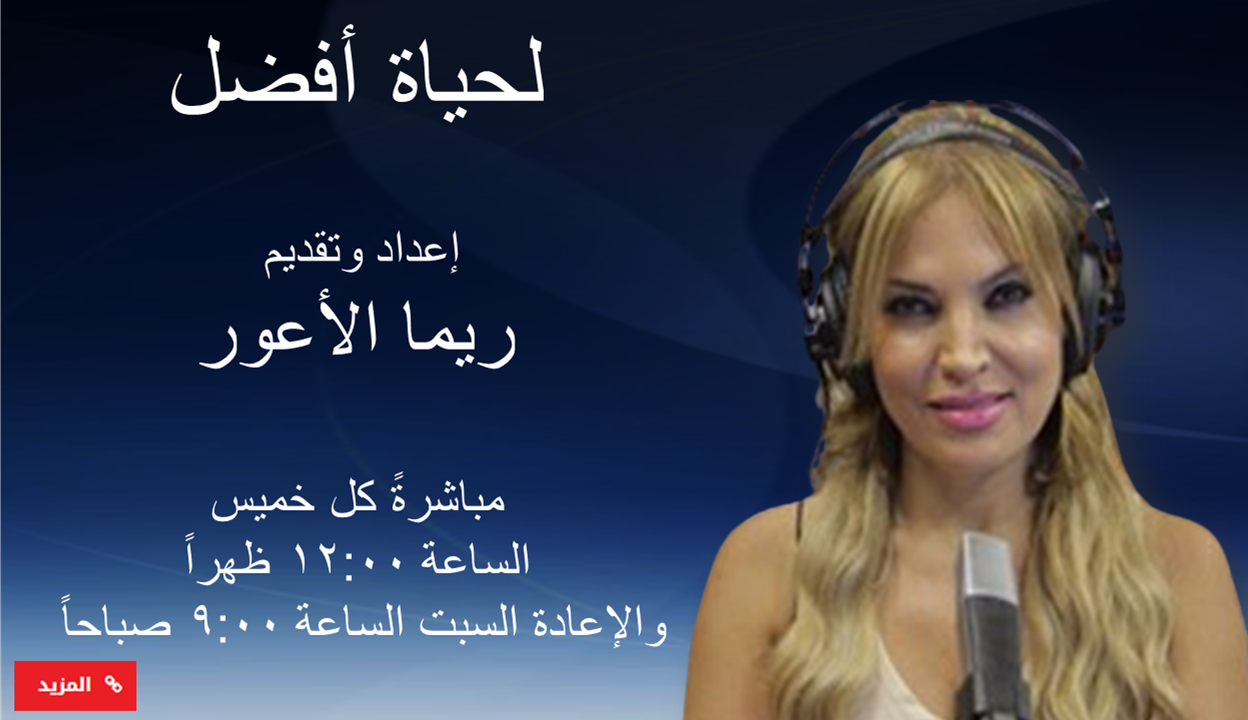 لحياة أفضل
إعداد وتقديم
ريما الأعور
مباشرةً كل خميس
الساعة ١٢:٠٠ ظهراً
والإعادة السبت الساعة ٩:٠٠ صباحاً
المزيد